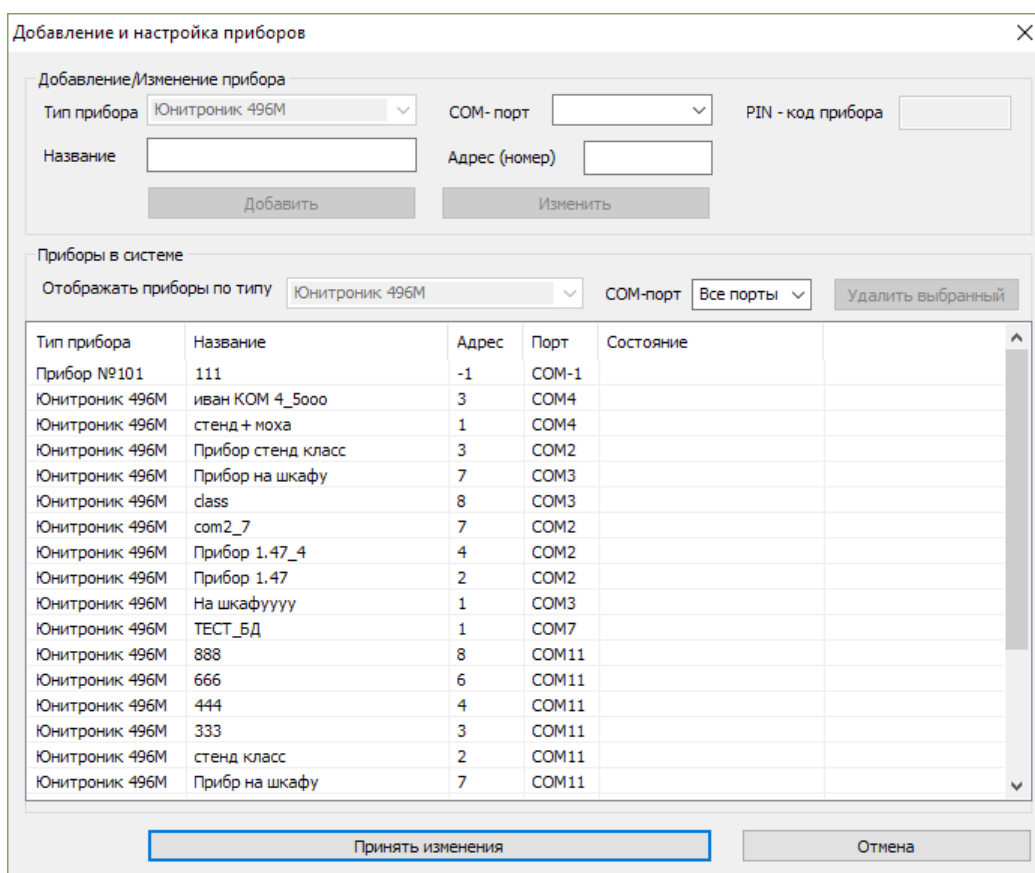 Добавление и настройка приборов
Добавление/Изменение прибора
Тип прибора Юнитроник 496М COM- порт PIN - код прибора
Название Адрес (номер)
Добавить Изменить
Приборы в системе
Отображать приборы по типу Юнитроник 496М COM-порт Все порты Удалить выбранный
Тип прибора Название Адрес Порт Состояние
Прибор №101 111 -1 COM-1
Юнитроник 496М иван КОМ 4_5ооо 3 COM4
Юнитроник 496М стенд + моха 1 COM4
Юнитроник 496М Прибор стенд класс 3 COM2
Юнитроник 496М Прибор на шкафу 7 COM3
Юнитроник 496М class 8 COM3
Юнитроник 496М com2_7 7 COM2
Юнитроник 496М Прибор 1.47_4 4 COM2
Юнитроник 496М Прибор 1.47 2 COM2
Юнитроник 496М На шкафуууу 1 COM3
Юнитроник 496М ТЕСТ_БД 1 COM7
Юнитроник 496М 888 8 COM11
Юнитроник 496М 666 6 COM11
Юнитроник 496М 444 4 COM11
Юнитроник 496М 333 3 COM11
Юнитроник 496М стенд класс 2 COM11
Юнитроник 496М Прибр на шкафу 7 COM11
Принять изменения Отмена